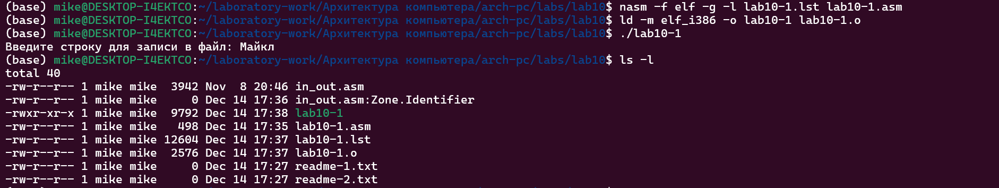 (base) mike@DESKTOP-I4EKTCO:~/laboratory-work/Архитектура компьютера/arch-pc/labs/lab10$ nasm -f elf -g -l lab10-1.lst lab10-1.asm
(base) mike@DESKTOP-I4EKTCO:~/laboratory-work/Архитектура компьютера/arch-pc/labs/lab10$ ld -m elf_i386 -o lab10-1 lab10-1.o
(base) mike@DESKTOP-I4EKTCO:~/laboratory-work/Архитектура компьютера/arch-pc/labs/lab10$ ./lab10-1
Введите строку для записи в файл: Майкл
(base) mike@DESKTOP-I4EKTCO:~/laboratory-work/Архитектура компьютера/arch-pc/labs/lab10$ ls -l
total 40
-rw-r--r-- 1 mike mike  3942 Nov  8 20:46 in_out.asm
-rw-r--r-- 1 mike mike     0 Dec 14 17:36 in_out.asm:Zone.Identifier
-rwxr-xr-x 1 mike mike  9792 Dec 14 17:38 lab10-1
-rw-r--r-- 1 mike mike   498 Dec 14 17:35 lab10-1.asm
-rw-r--r-- 1 mike mike 12604 Dec 14 17:37 lab10-1.lst
-rw-r--r-- 1 mike mike  2576 Dec 14 17:37 lab10-1.o
-rw-r--r-- 1 mike mike     0 Dec 14 17:27 readme-1.txt
-rw-r--r-- 1 mike mike     0 Dec 14 17:27 readme-2.txt